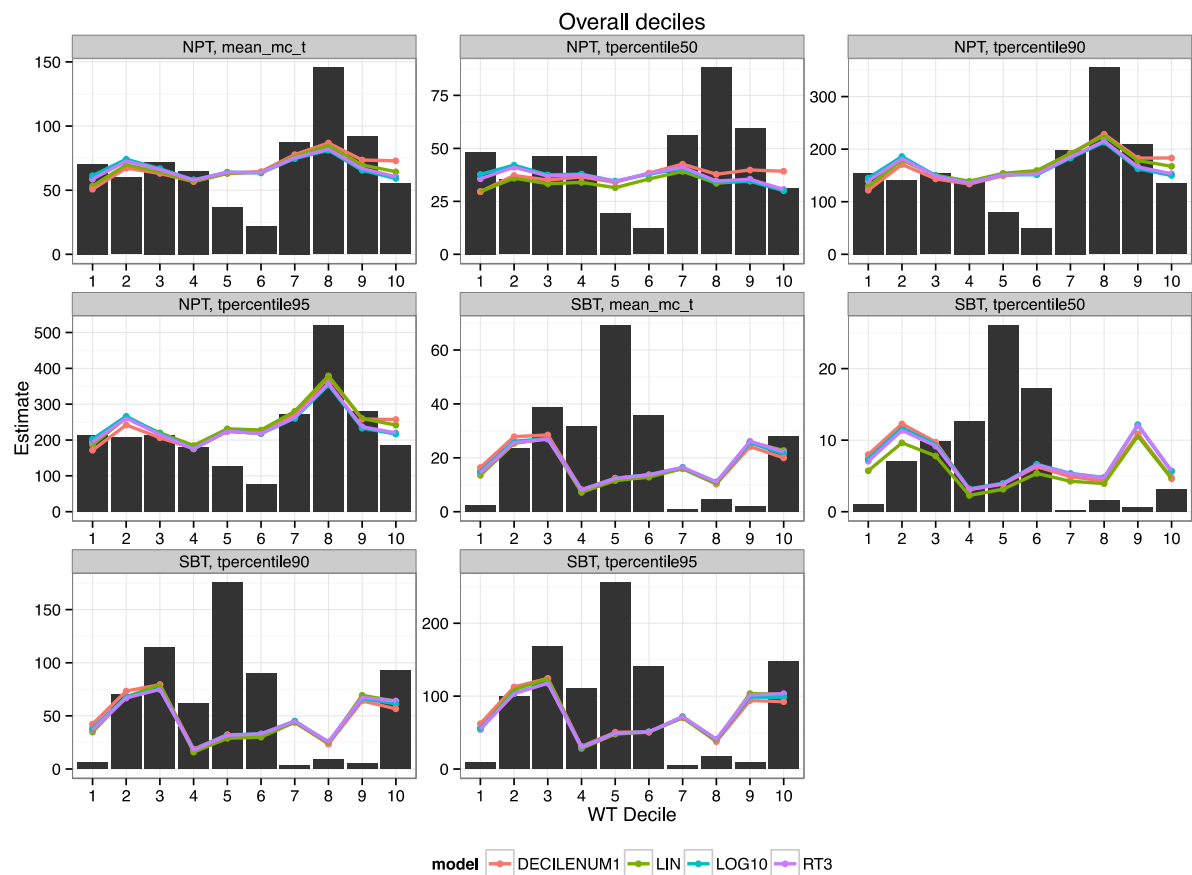 Overall deciles
NPT, mean_mc_t
NPT, tpercentile50
NPT, tpercentile90
150
100
50
0
75
50
25
0
300
200
100
0
1 2 3 4 5 6 7 8 9 10
1 2 3 4 5 6 7 8 9 10
1 2 3 4 5 6 7 8 9 10
NPT, tpercentile95
SBT, mean_mc_t
SBT, tpercentile50
Estimate
500
400
300
200
100
0
60
40
20
0
20
10
0
1 2 3 4 5 6 7 8 9 10
1 2 3 4 5 6 7 8 9 10
1 2 3 4 5 6 7 8 9 10
SBT, tpercentile90
SBT, tpercentile95
150
100
50
0
200
100
0
1 2 3 4 5 6 7 8 9 10
1 2 3 4 5 6 7 8 9 10
WT Decile
model DECILENUM1 LIN LOG10 RT3